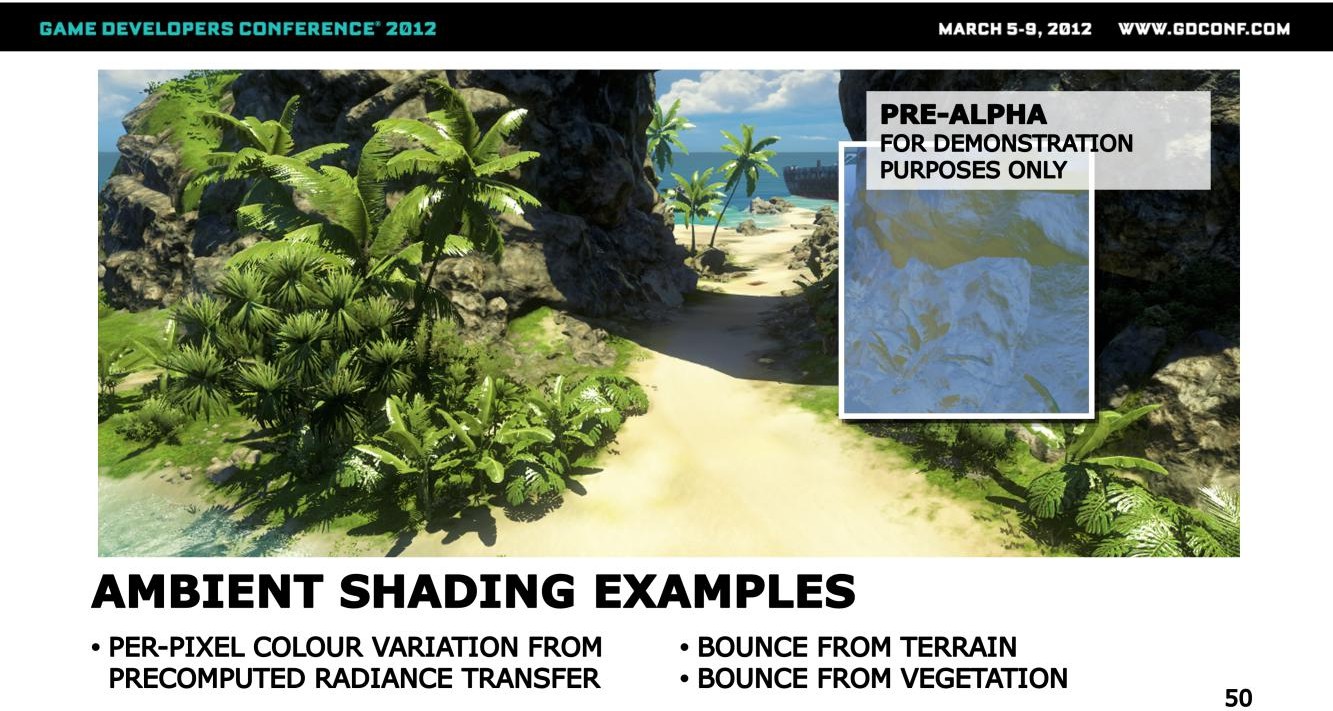 GAME DEVELOPERS CONFERENCE® 2012
MARCH 5-9, 2012 WWW.GDCONF.COM
PRE-ALPHA
FOR DEMONSTRATION
PURPOSES ONLY
AMBIENT SHADING EXAMPLES
• PER-PIXEL COLOUR VARIATION FROM
PRECOMPUTED RADIANCE TRANSFER
• BOUNCE FROM TERRAIN
• BOUNCE FROM VEGETATION
50